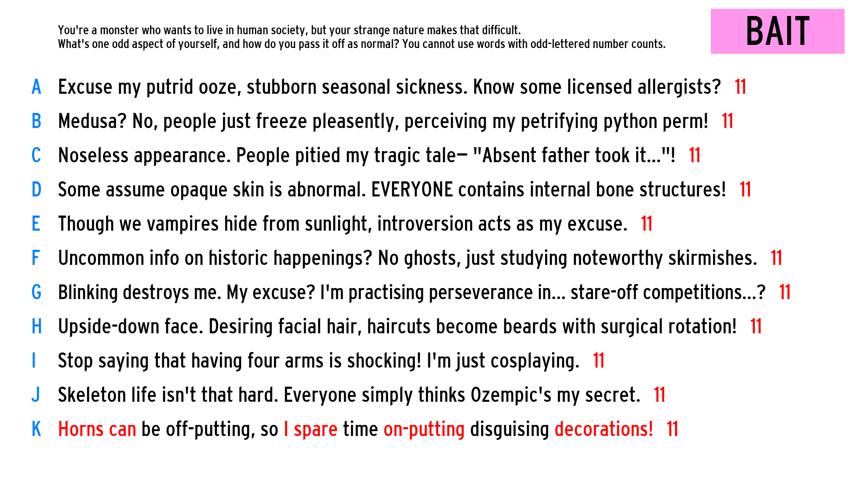 You're a monster who wants to live in human society, but your strange nature makes that difficult.
What's one odd aspect of yourself, and how do you pass it off as normal? You cannot use words with odd-lettered number counts.
BAIT
A Excuse my putrid ooze, stubborn seasonal sickness. Know some licensed allergists? 11
B Medusa? No, people just freeze pleasently, perceiving my petrifying python perm! 11
C Noseless appearance. People pitied my tragic tale– "Absent father took it..."! 11
D Some assume opaque skin is abnormal. EVERYONE contains internal bone structures! 11
E Though we vampires hide from sunlight, introversion acts as my excuse. 11
F Uncommon info on historic happenings? No ghosts, just studying noteworthy skirmishes. 11
G Blinking destroys me. My excuse? I'm practising perseverance in... stare-off competitions...? 11
H Upside-down face. Desiring facial hair, haircuts become beards with surgical rotation! 11
I Stop saying that having four arms is shocking! I'm just cosplaying. 11
J Skeleton life isn't that hard. Everyone simply thinks Ozempic's my secret. 11
K Horns can be off-putting, so I spare time on-putting disguising decorations! 11